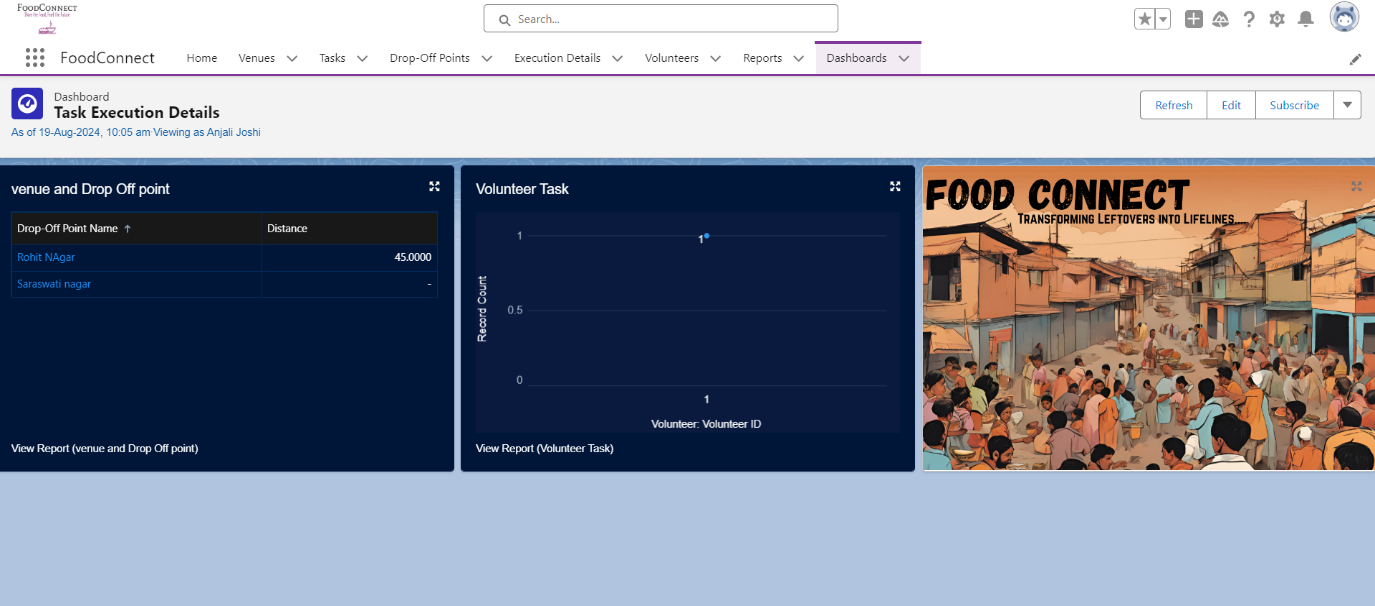 FoodConnect
Search...
FoodConnect
Home
Venues
Tasks
Drop-Off Points
Execution Details
Volunteers
Reports
Dashboards
Dashboard
Task Execution Details
As of 19-Aug-2024, 10:05 am·Viewing as Anjali Joshi
Refresh
Edit
Subscribe
venue and Drop Off point
Drop-Off Point Name ↑ Distance
Rohit NAgar 45.0000
Saraswati nagar -
View Report (venue and Drop Off point)
Volunteer Task
Record Count
1
0.5
0
1
1
Volunteer: Volunteer ID
View Report (Volunteer Task)
FOOD CONNECT
TRANSFORMING LEFTOVERS INTO LIFELINES....